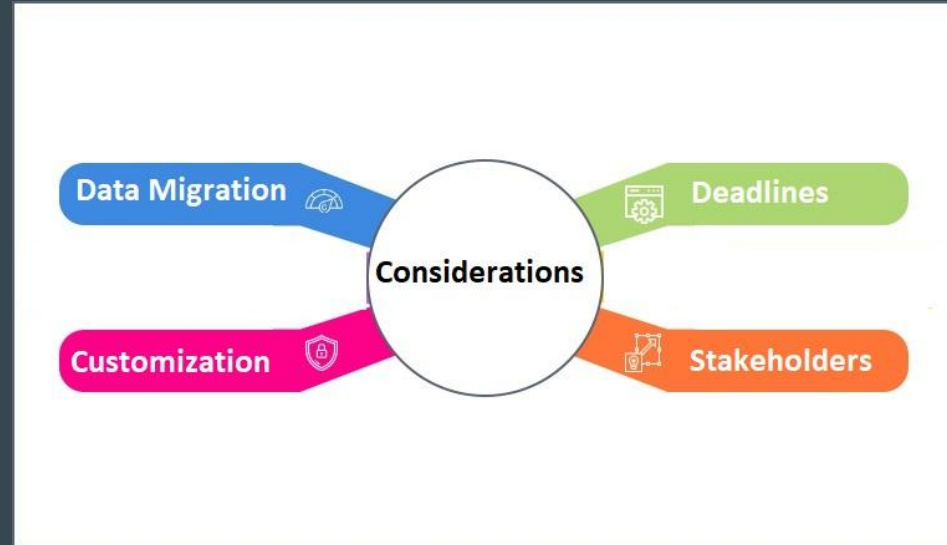 Data Migration
Deadlines
Considerations
Customization
Stakeholders